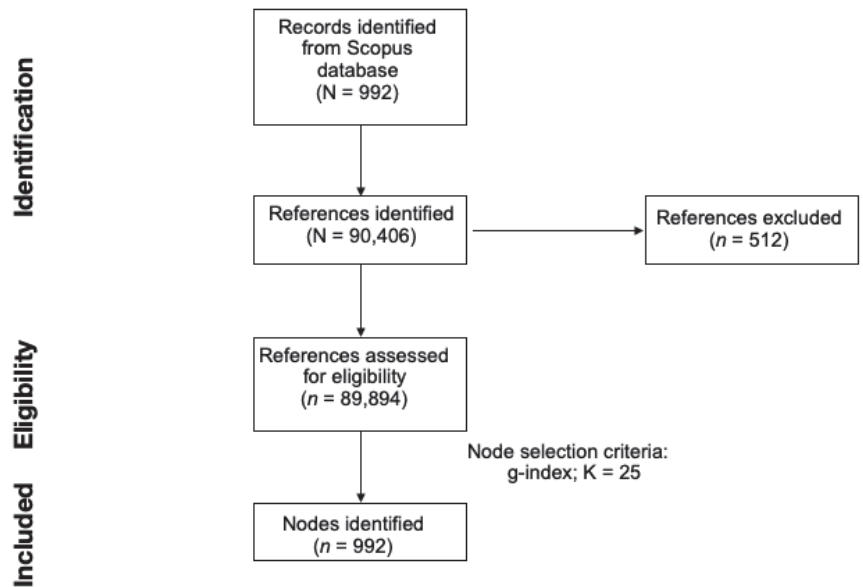 Identification
Records identified
from Scopus
database
(N = 992)
References identified
(N = 90,406)
References excluded
(n = 512)
Eligibility
References assessed
for eligibility
(n = 89,894)
Node selection criteria:
g-index; K = 25
Included
Nodes identified
(n = 992)